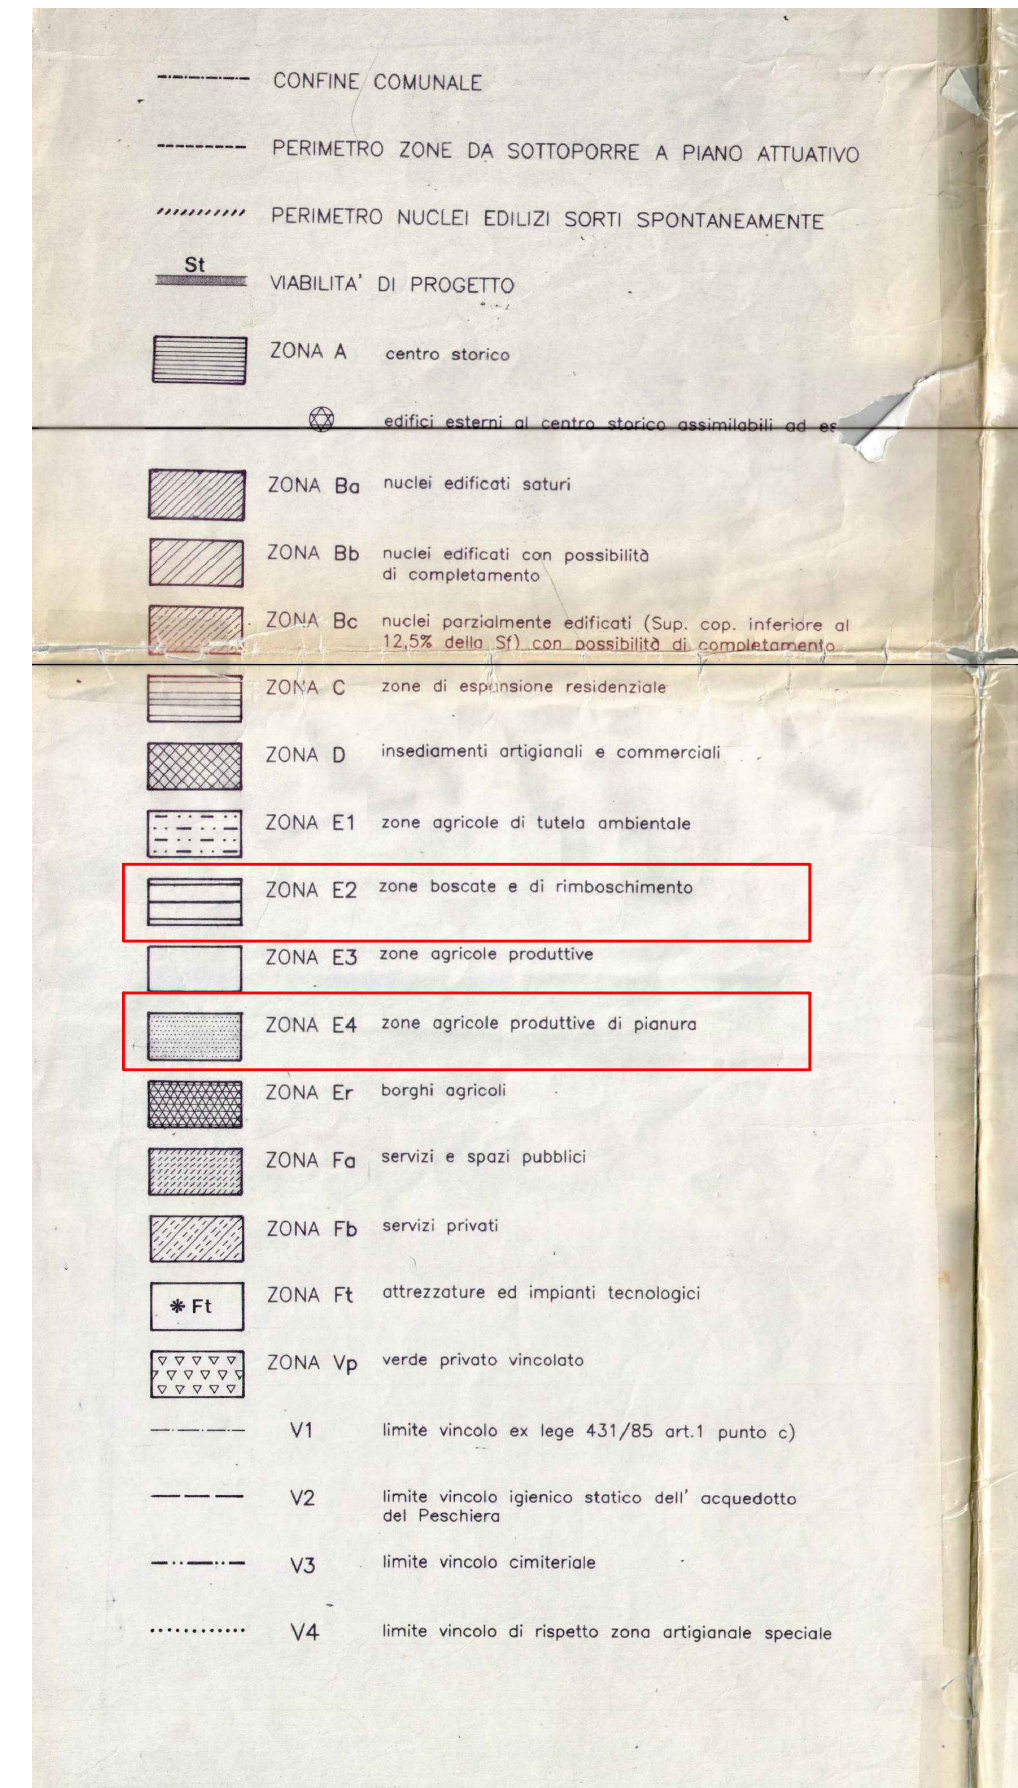 CONFINE COMUNALE
PERIMETRO ZONE DA SOTTOPORRE A PIANO ATTUATIVO
PERIMETRO NUCLEI EDILIZI SORTI SPONTANEAMENTE
St
VIABILITA' DI PROGETTO
ZONA A centro storico
edifici esterni al centro storico assimilabili ad
ZONA Ba nuclei edificati saturi
ZONA Bb nuclei edificati con possibilità
di completamento
ZONA Bc nuclei parzialmente edificati (Sup. cop. inferiore al
12,5% della Sf) con possibilità di completamento
ZONA C zone di espansione residenziale
ZONA D insediamenti artigianali e commerciali
ZONA E1 zone agricole di tutela ambientale
ZONA E2 zone boscate e di rimboschimento
ZONA E3 zone agricole produttive
ZONA E4 zone agricole produttive di pianura
ZONA Er borghi agricoli
ZONA Fa servizi e spazi pubblici
ZONA Fb servizi privati
* Ft ZONA Ft attrezzature ed impianti tecnologici
ZONA Vp verde privato vincolato
V1 limite vincolo ex lege 431/85 art.1 punto c)
V2 limite vincolo igienico statico dell' acquedotto
del Peschiera
V3 limite vincolo cimiteriale
V4 limite vincolo di rispetto zona artigianale speciale